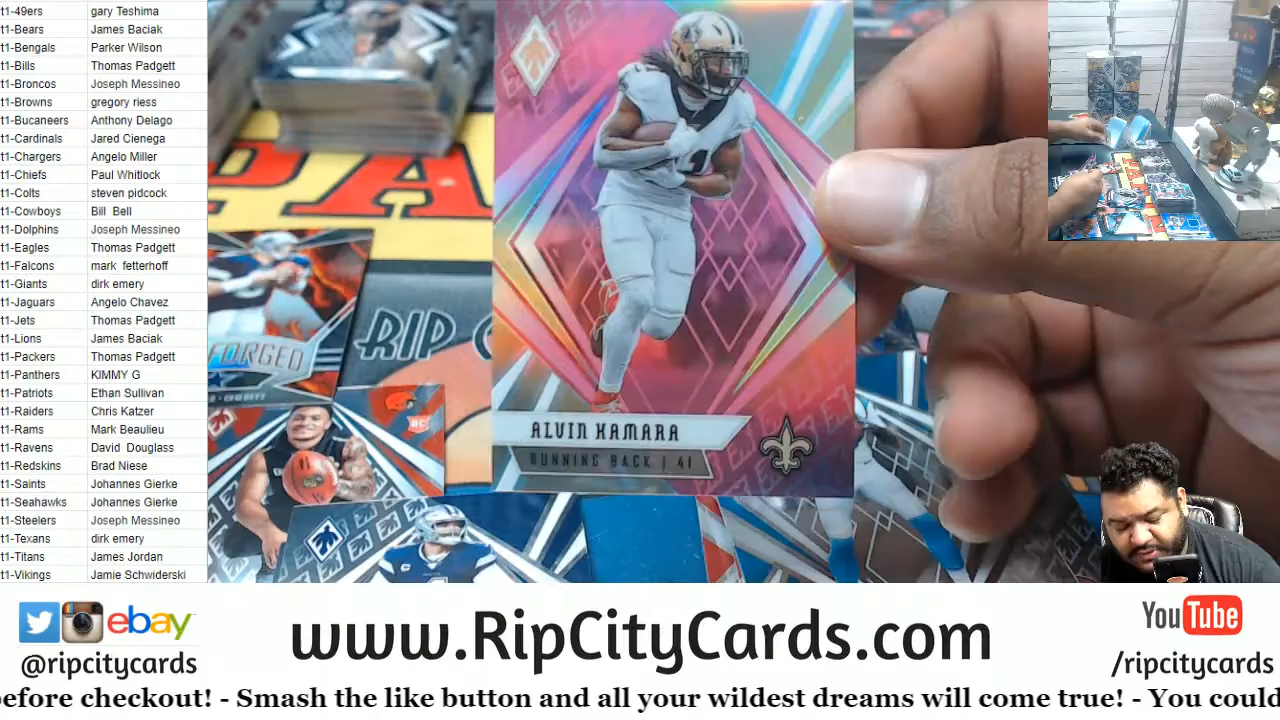 t1-49ers gary Teshima
t1-Bears James Baciak
t1-Bengals Parker Wilson
t1-Bills Thomas Padgett
t1-Broncos Joseph Messineo
t1-Browns gregory riess
t1-Bucaneers Anthony Delago
t1-Cardinals Jared Cienega
t1-Chargers Angelo Miller
t1-Chiefs Paul Whitlock
t1-Colts steven pidcock
t1-Cowboys Bill Bell
t1-Dolphins Joseph Messineo
t1-Eagles Thomas Padgett
t1-Falcons mark fetterhoff
t1-Giants dirk emery
t1-Jaguars Angelo Chavez
t1-Jets Thomas Padgett
t1-Lions James Baciak
t1-Packers Thomas Padgett
t1-Panthers KIMMY G
t1-Patriots Ethan Sullivan
t1-Raiders Chris Katzer
t1-Rams Mark Beaulieu
t1-Ravens David Douglass
t1-Redskins Brad Niese
t1-Saints Johannes Gierke
t1-Seahawks Johannes Gierke
t1-Steelers Joseph Messineo
t1-Texans dirk emery
t1-Titans James Jordan
t1-Vikings Jamie Schwiderski
PA
FORGED
COWBOYS
RIP
RC
41
ALVIN KAMARA
RUNNING BACK | 41
ebay
@ripcitycards
www.RipCityCards.com
YouTube
/ripcitycards
before checkout! - Smash the like button and all your wildest dreams will come true! - You could